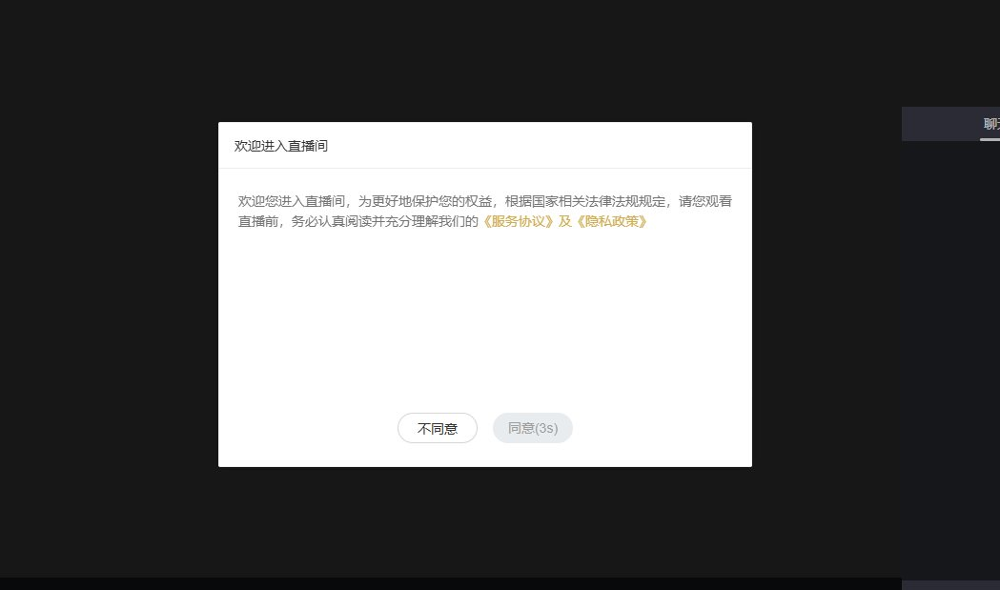 欢迎进入直播间
聊
欢迎您进入直播间，为更好地保护您的权益，根据国家相关法律法规规定，请您观看
直播前，务必认真阅读并充分理解我们的《服务协议》及《隐私政策》
不同意
同意(3s)